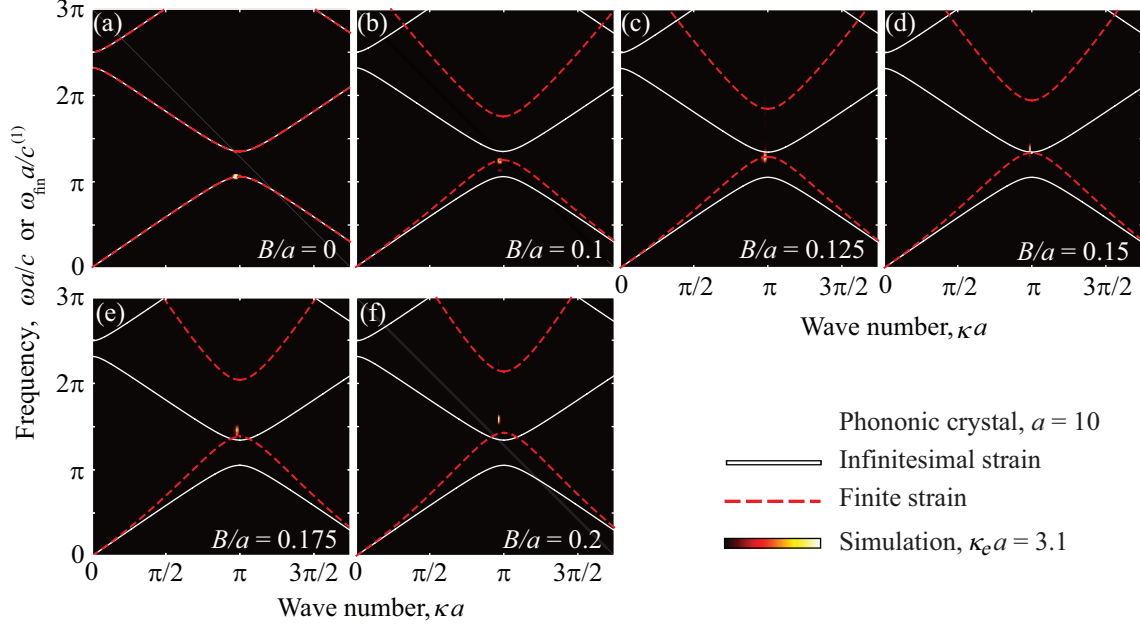 3π
2π
π
0
Frequency, ωa/c or ω_fin a/c^(1)
(a)
B/a = 0
(b)
B/a = 0.1
(c)
B/a = 0.125
0 π/2 π 3π/2
(d)
B/a = 0.15
0 π/2 π 3π/2
Wave number, κa
3π
2π
π
0
(e)
B/a = 0.175
0 π/2 π 3π/2
(f)
B/a = 0.2
0 π/2 π 3π/2
Wave number, κa
Phononic crystal, a = 10
Infinitesimal strain
Finite strain
Simulation, κ_e a = 3.1